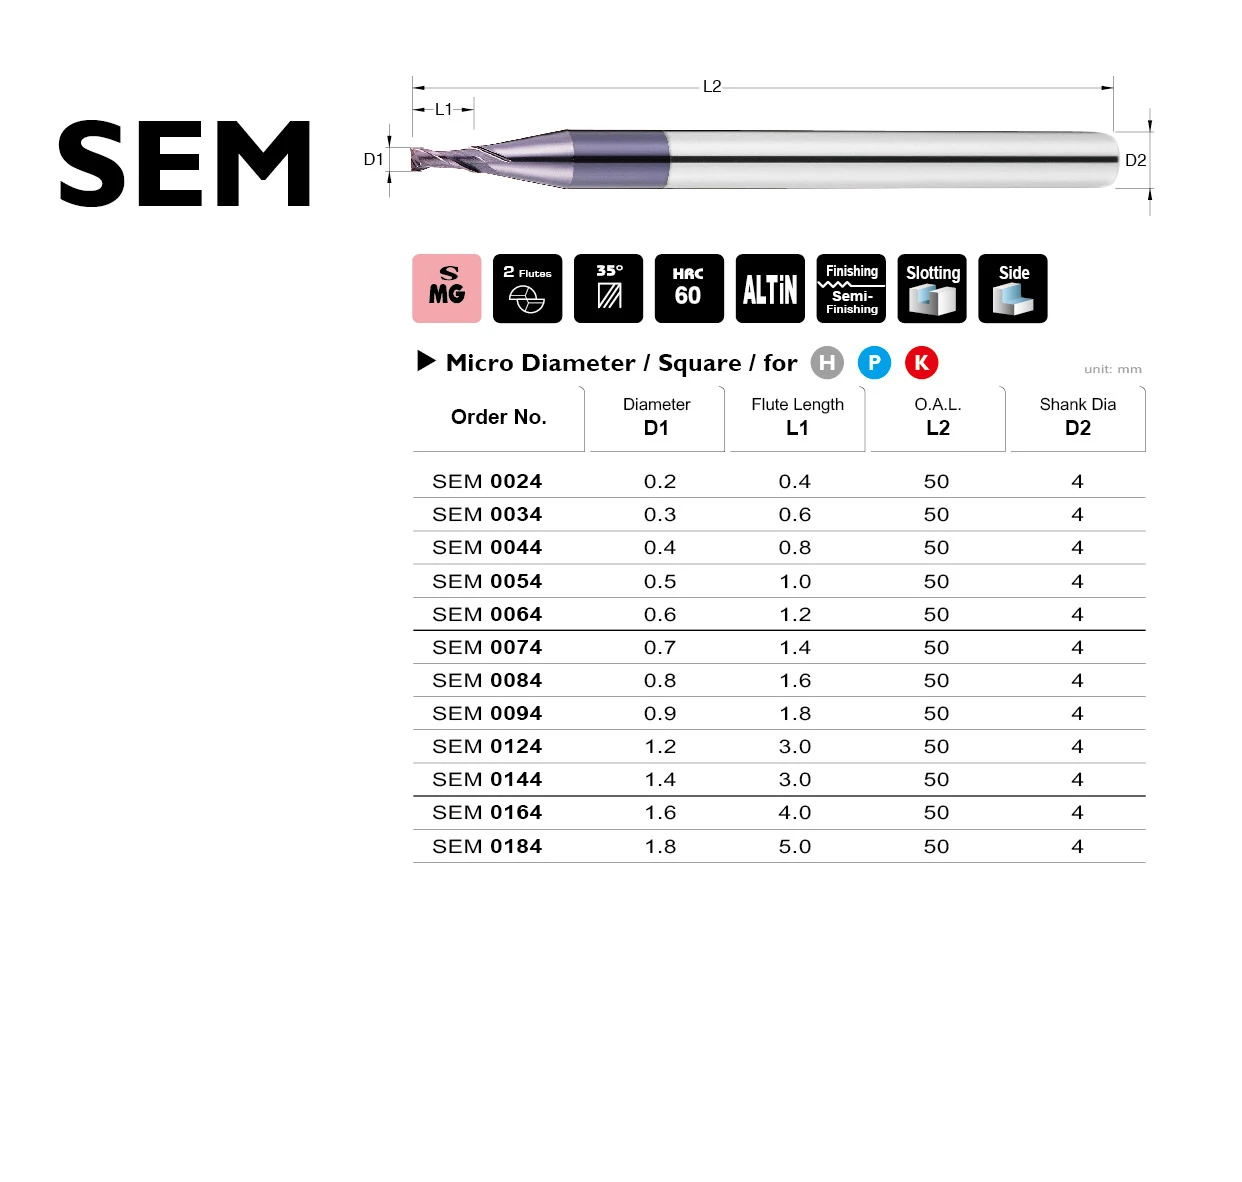 SEM
L2
L1
D1
D2
S
MG
2 Flutes
35°
HRC
60
ALTiN
Finishing
Semi-
Finishing
Slotting
Side
Micro Diameter / Square / for H P K
unit: mm
Order No. Diameter D1 Flute Length L1 O.A.L. L2 Shank Dia D2
SEM 0024 0.2 0.4 50 4
SEM 0034 0.3 0.6 50 4
SEM 0044 0.4 0.8 50 4
SEM 0054 0.5 1.0 50 4
SEM 0064 0.6 1.2 50 4
SEM 0074 0.7 1.4 50 4
SEM 0084 0.8 1.6 50 4
SEM 0094 0.9 1.8 50 4
SEM 0124 1.2 3.0 50 4
SEM 0144 1.4 3.0 50 4
SEM 0164 1.6 4.0 50 4
SEM 0184 1.8 5.0 50 4